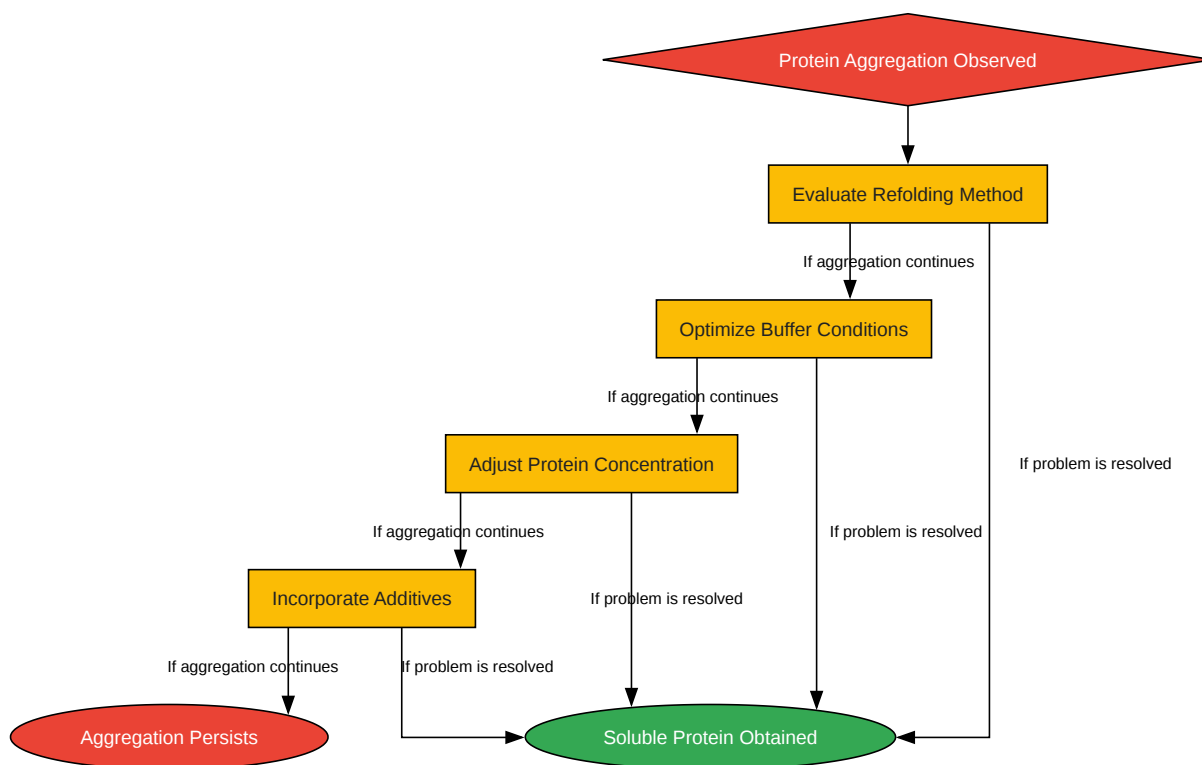 Protein Aggregation Observed
Evaluate Refolding Method
If aggregation continues
Optimize Buffer Conditions
If aggregation continues
Adjust Protein Concentration
If problem is resolved
If aggregation continues
If problem is resolved
Incorporate Additives
If problem is resolved
If aggregation continues
If problem is resolved
Aggregation Persists
Soluble Protein Obtained